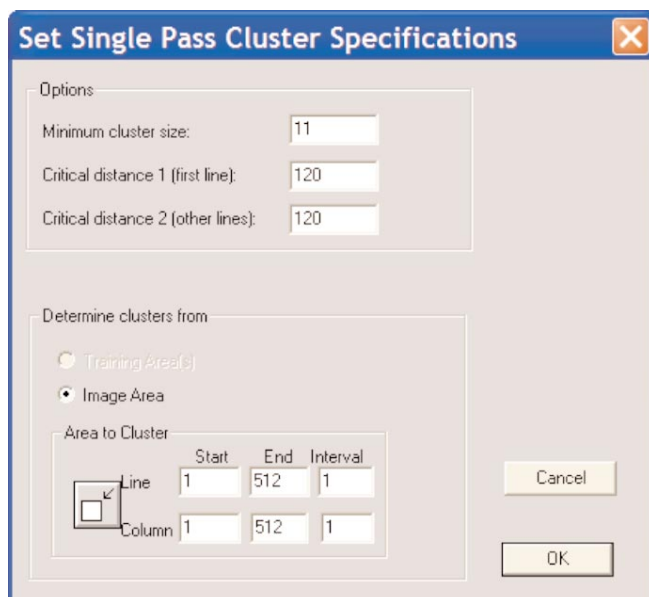 Set Single Pass Cluster Specifications
Options
Minimum cluster size: 11
Critical distance 1 (first line): 120
Critical distance 2 (other lines): 120
Determine clusters from
Training Area(s)
Image Area
Area to Cluster
Start End Interval
Line 1 512 1
Column 1 512 1
Cancel
OK